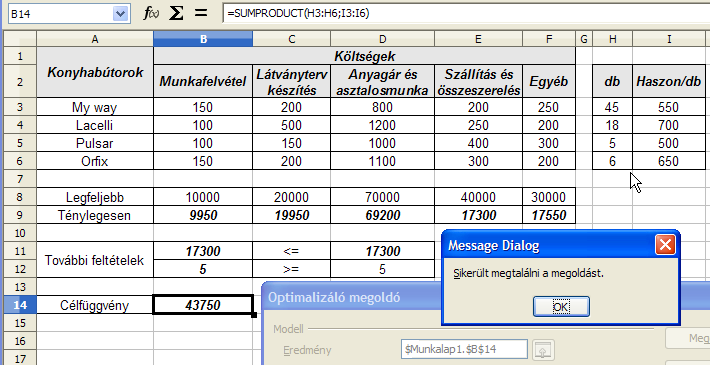 B14 =SUMPRODUCT(H3:H6;I3:I6)
A B C D E F G H I
1 Költségek
2 Konyhabútorok Munkafelvétel Látványterv készítés Anyagár és asztalosmunka Szállítás és összeszerelés Egyéb db Haszon/db
3 My way 150 200 800 200 250 45 550
4 Lacelli 100 500 1200 250 200 18 700
5 Pulsar 100 150 1000 400 300 5 500
6 Orfix 150 200 1100 300 200 6 650
7
8 Legfeljebb 10000 20000 70000 40000 30000
9 Ténylegesen 9950 19950 69200 17300 17550
10
11 További feltételek 17300 <= 17300
12 5 >= 5
13
14 Célfüggvény 43750
15
16
17
Message Dialog
Sikerült megtalálni a megoldást.
OK
Optimalizáló megoldó
Modell
Eredmény $Munkalap1.$B$14
Meg